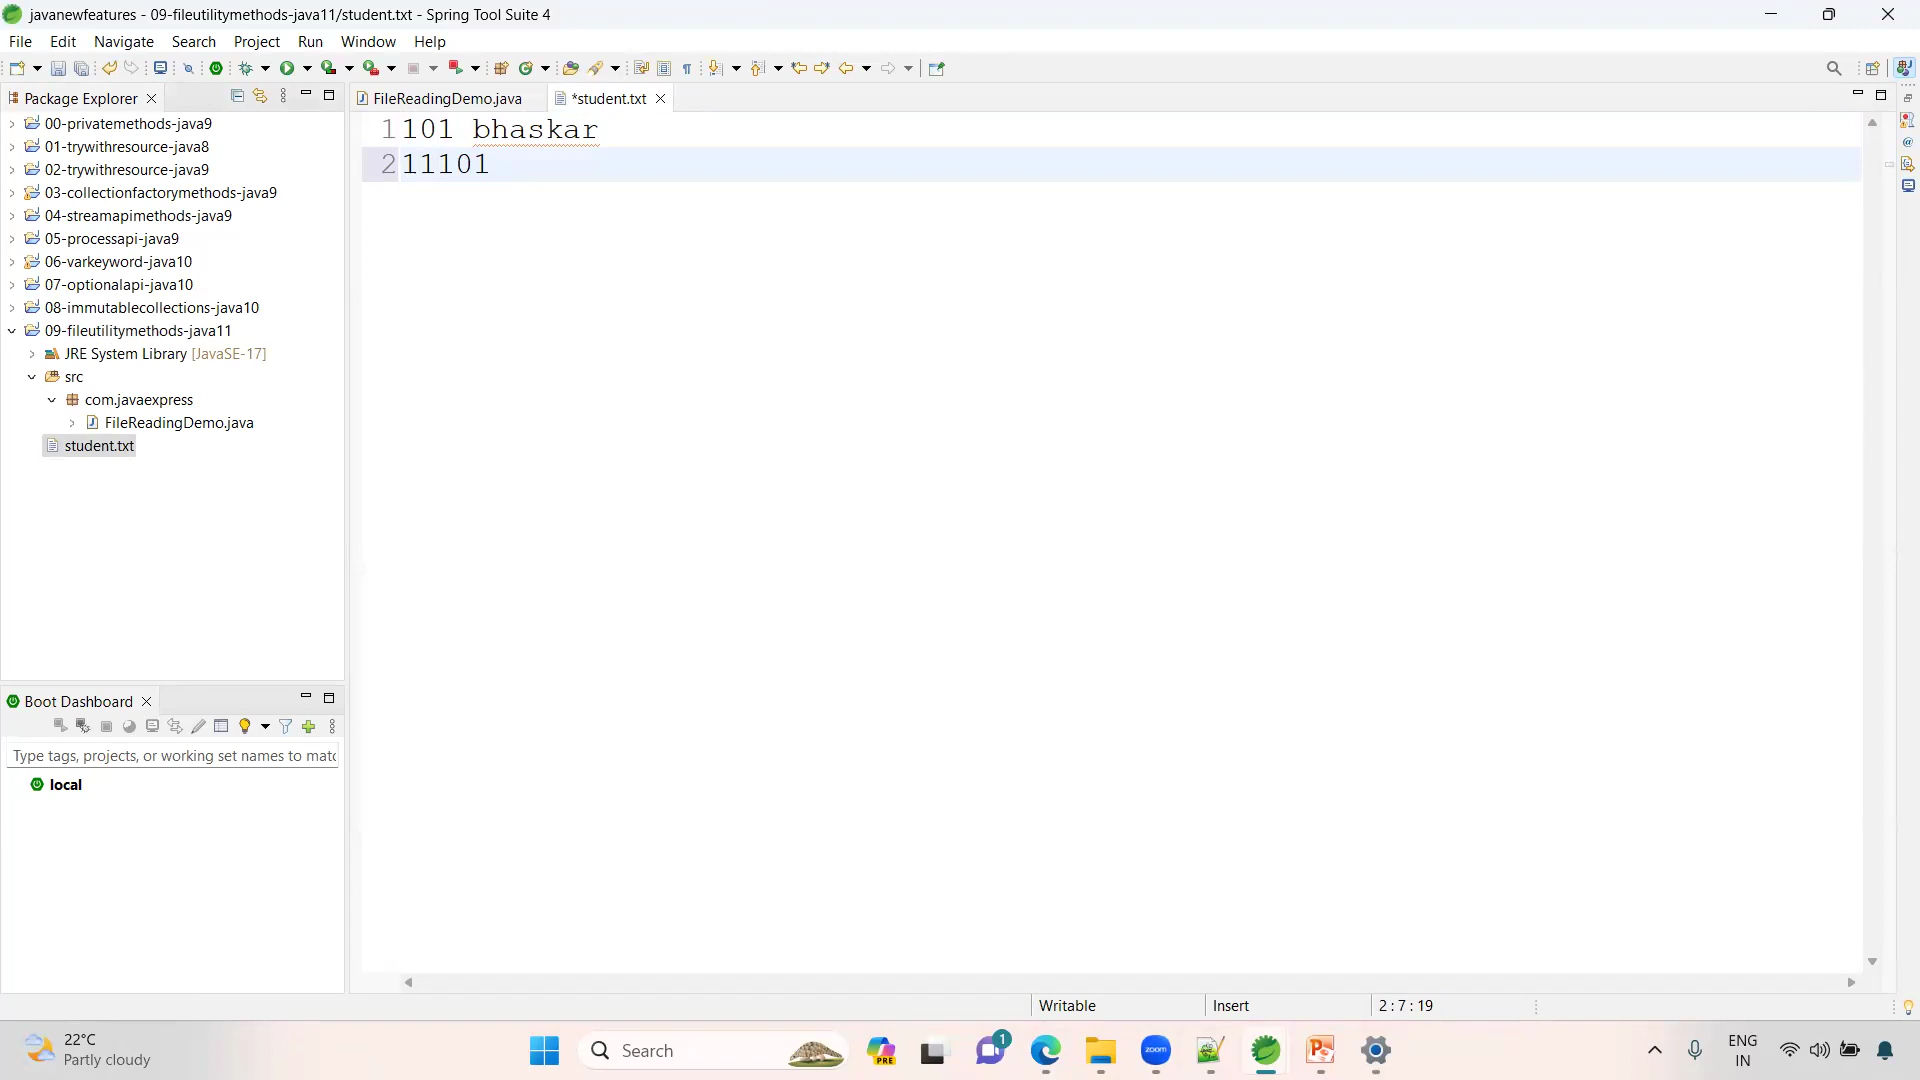 javanewfeatures - 09-fileutilitymethods-java11/student.txt - Spring Tool Suite 4
File Edit Navigate Search Project Run Window Help
Package Explorer
FileReadingDemo.java
*student.txt
00-privatemethods-java9
01-trywithresource-java8
02-trywithresource-java9
03-collectionfactorymethods-java9
04-streamapimethods-java9
05-processapi-java9
06-varkeyword-java10
07-optionalapi-java10
08-immutablecollections-java10
09-fileutilitymethods-java11
JRE System Library [JavaSE-17]
src
com.javaexpress
FileReadingDemo.java
student.txt
1 101 bhaskar
2 11101
Boot Dashboard
Type tags, projects, or working set names to matc
local
Writable
Insert
2 : 7 : 19
22°C
Partly cloudy
Search
PRE
1
zoom
ENG
IN